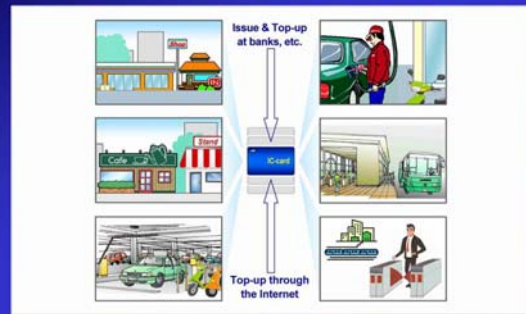 Issue & Top-up
at banks, etc.
Shop
Cafe
Stand
IC-card
Top-up through
the Internet